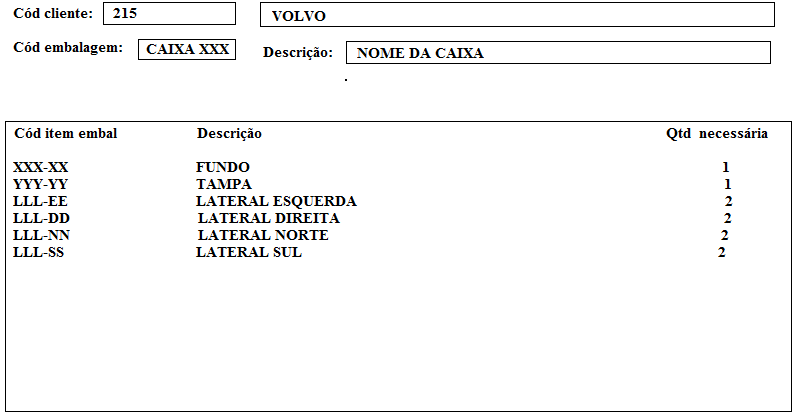 Cód cliente: 215 VOLVO
Cód embalagem: CAIXA XXX Descrição: NOME DA CAIXA
Cód item embal Descrição Qtd necessária
XXX-XX FUNDO 1
YYY-YY TAMPA 1
LLL-EE LATERAL ESQUERDA 2
LLL-DD LATERAL DIREITA 2
LLL-NN LATERAL NORTE 2
LLL-SS LATERAL SUL 2